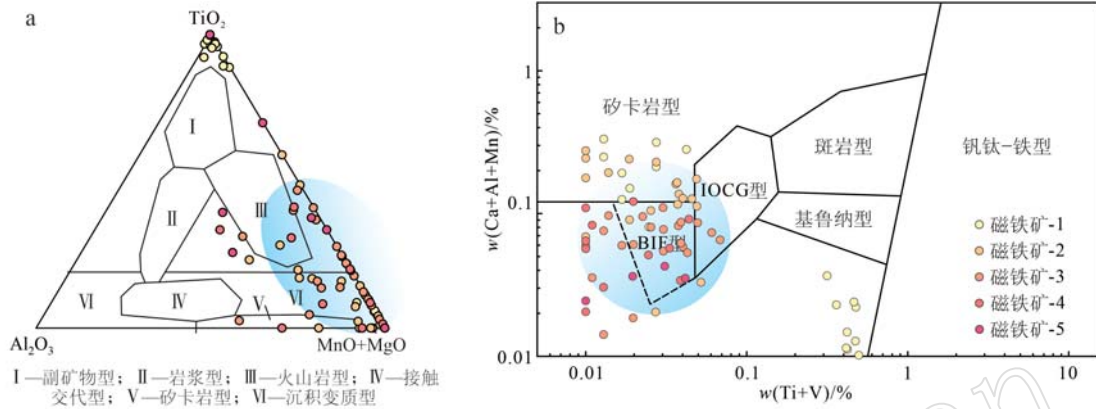 a
TiO₂
Ⅰ
Ⅱ
Ⅲ
Ⅵ
Ⅳ
Ⅴ
Ⅵ
Al₂O₃
MnO+MgO
Ⅰ—副矿物型；Ⅱ—岩浆型；Ⅲ—火山岩型；Ⅳ—接触
交代型；Ⅴ—矽卡岩型；Ⅵ—沉积变质型
b
w(Ca+Al+Mn)/%
1
0.1
0.01
矽卡岩型
斑岩型
钒钛-铁型
IOCG型
基鲁纳型
BIF型
磁铁矿-1
磁铁矿-2
磁铁矿-3
磁铁矿-4
磁铁矿-5
0.01
0.1
1
10
w(Ti+V)/%